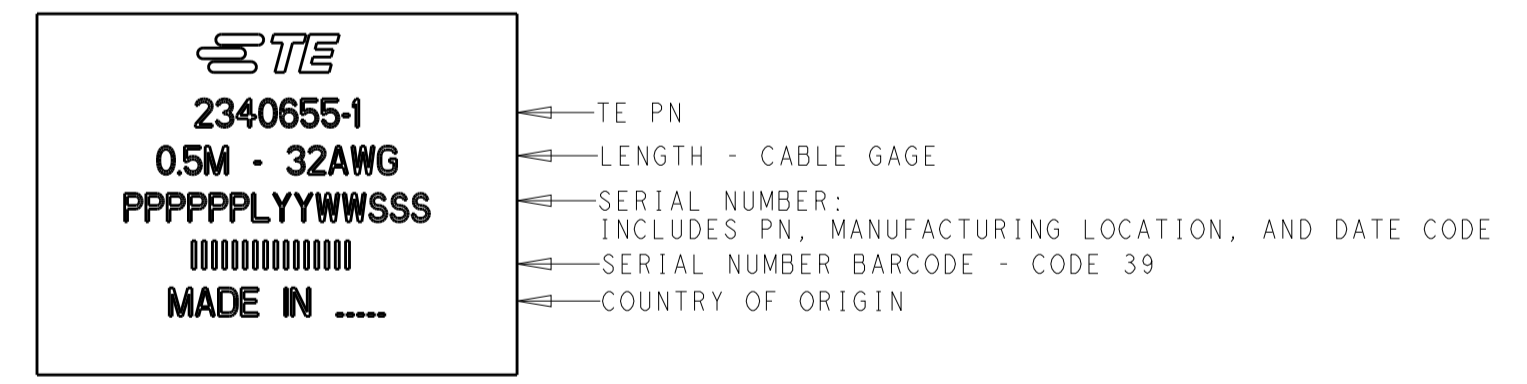 TE
2340655-1
TE PN
0.5M - 32AWG
LENGTH - CABLE GAGE
PPPPPPLYYWWSSS
SERIAL NUMBER:
INCLUDES PN, MANUFACTURING LOCATION, AND DATE CODE
SERIAL NUMBER BARCODE - CODE 39
MADE IN _____
COUNTRY OF ORIGIN